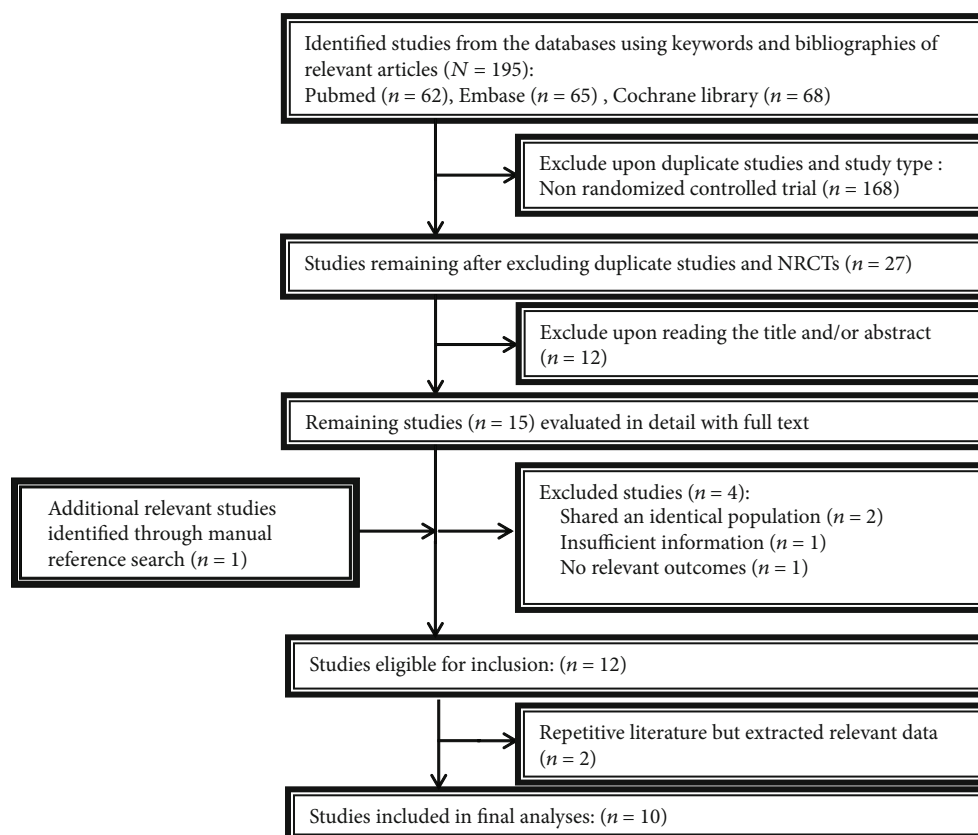 Identified studies from the databases using keywords and bibliographies of
relevant articles (N = 195):
Pubmed (n = 62), Embase (n = 65) , Cochrane library (n = 68)
Exclude upon duplicate studies and study type :
Non randomized controlled trial (n = 168)
Studies remaining after excluding duplicate studies and NRCTs (n = 27)
Exclude upon reading the title and/or abstract
(n = 12)
Remaining studies (n = 15) evaluated in detail with full text
Additional relevant studies
identified through manual
reference search (n = 1)
Excluded studies (n = 4):
Shared an identical population (n = 2)
Insufficient information (n = 1)
No relevant outcomes (n = 1)
Studies eligible for inclusion: (n = 12)
Repetitive literature but extracted relevant data
(n = 2)
Studies included in final analyses: (n = 10)